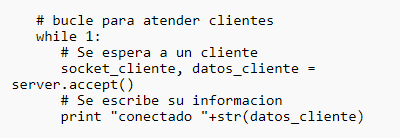 # bucle para atender clientes
while 1:
# Se espera a un cliente
socket_cliente, datos_cliente =
server.accept()
# Se escribe su informacion
print "conectado "+str(datos_cliente)